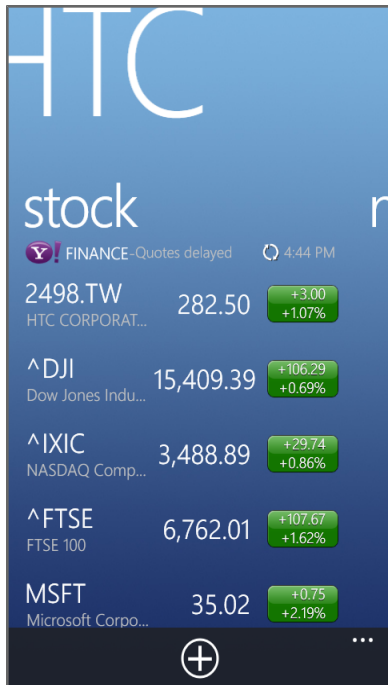 HTC
stock
Y! FINANCE-Quotes delayed 4:44 PM
2498.TW 282.50 +3.00
HTC CORPORAT... +1.07%
^DJI 15,409.39 +106.29
Dow Jones Indu... +0.69%
^IXIC 3,488.89 +29.74
NASDAQ Comp... +0.86%
^FTSE 6,762.01 +107.67
FTSE 100 +1.62%
MSFT 35.02 +0.75
Microsoft Corpo... +2.19%
...